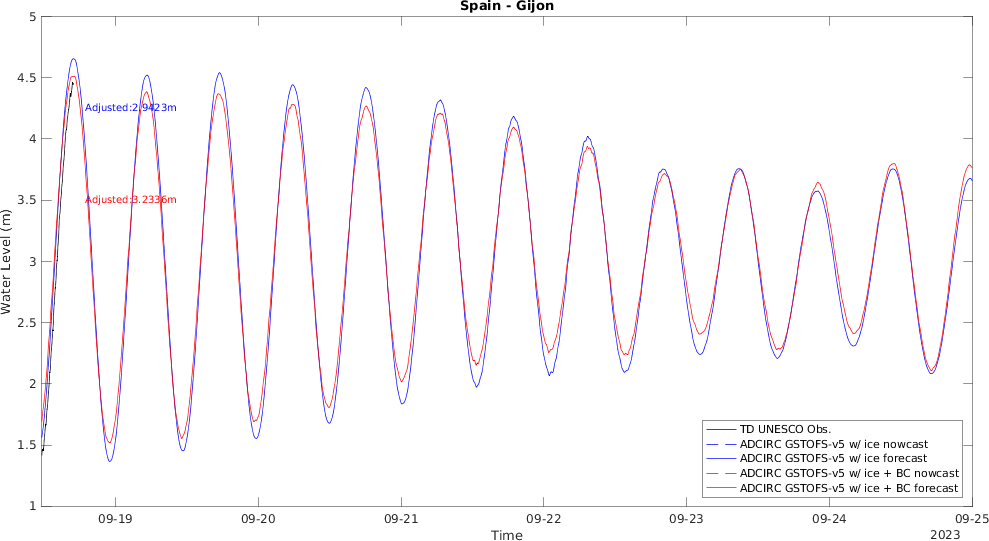 Spain - Gijon
5
4.5
4
3.5
3
2.5
2
1.5
1
Water Level (m)
Adjusted:2.9423m
Adjusted:3.2336m
TD UNESCO Obs.
ADCIRC GSTOFS-v5 w/ ice nowcast
ADCIRC GSTOFS-v5 w/ ice forecast
ADCIRC GSTOFS-v5 w/ ice + BC nowcast
ADCIRC GSTOFS-v5 w/ ice + BC forecast
09-19 09-20 09-21 09-22 09-23 09-24 09-25
Time
2023